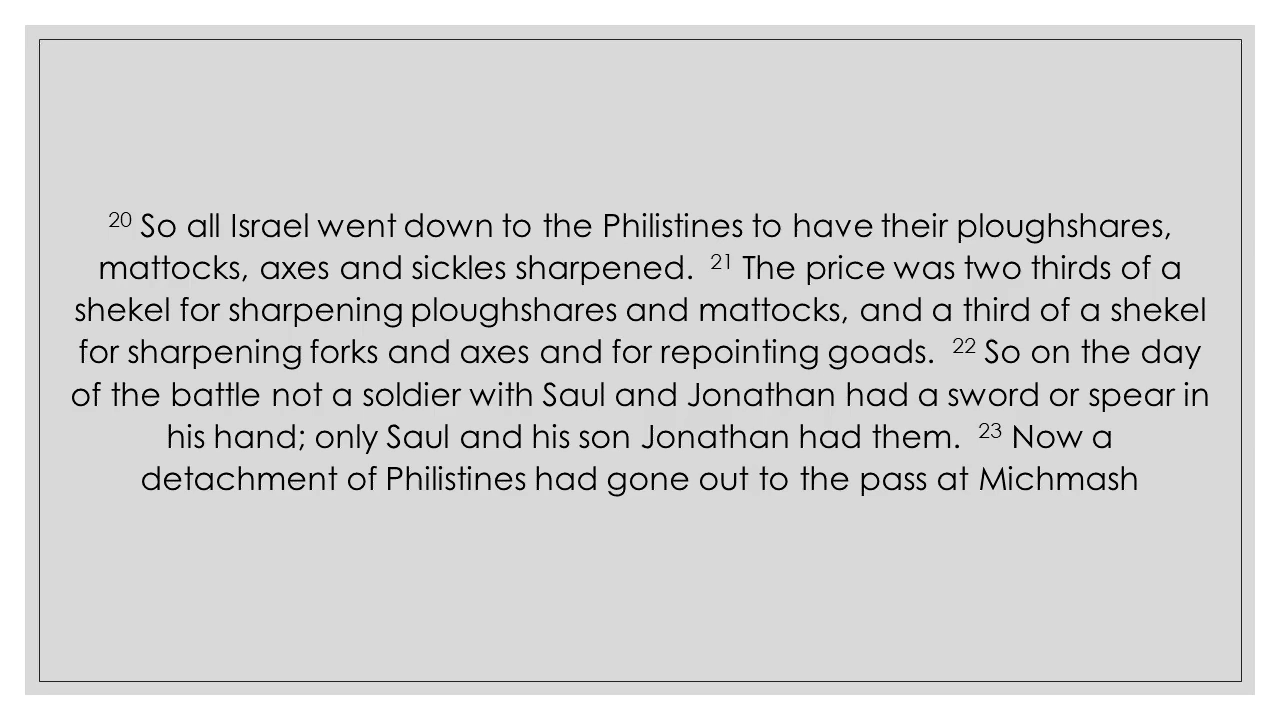 20 So all Israel went down to the Philistines to have their ploughshares,
mattocks, axes and sickles sharpened. 21 The price was two thirds of a
shekel for sharpening ploughshares and mattocks, and a third of a shekel
for sharpening forks and axes and for repointing goads. 22 So on the day
of the battle not a soldier with Saul and Jonathan had a sword or spear in
his hand; only Saul and his son Jonathan had them. 23 Now a
detachment of Philistines had gone out to the pass at Michmash